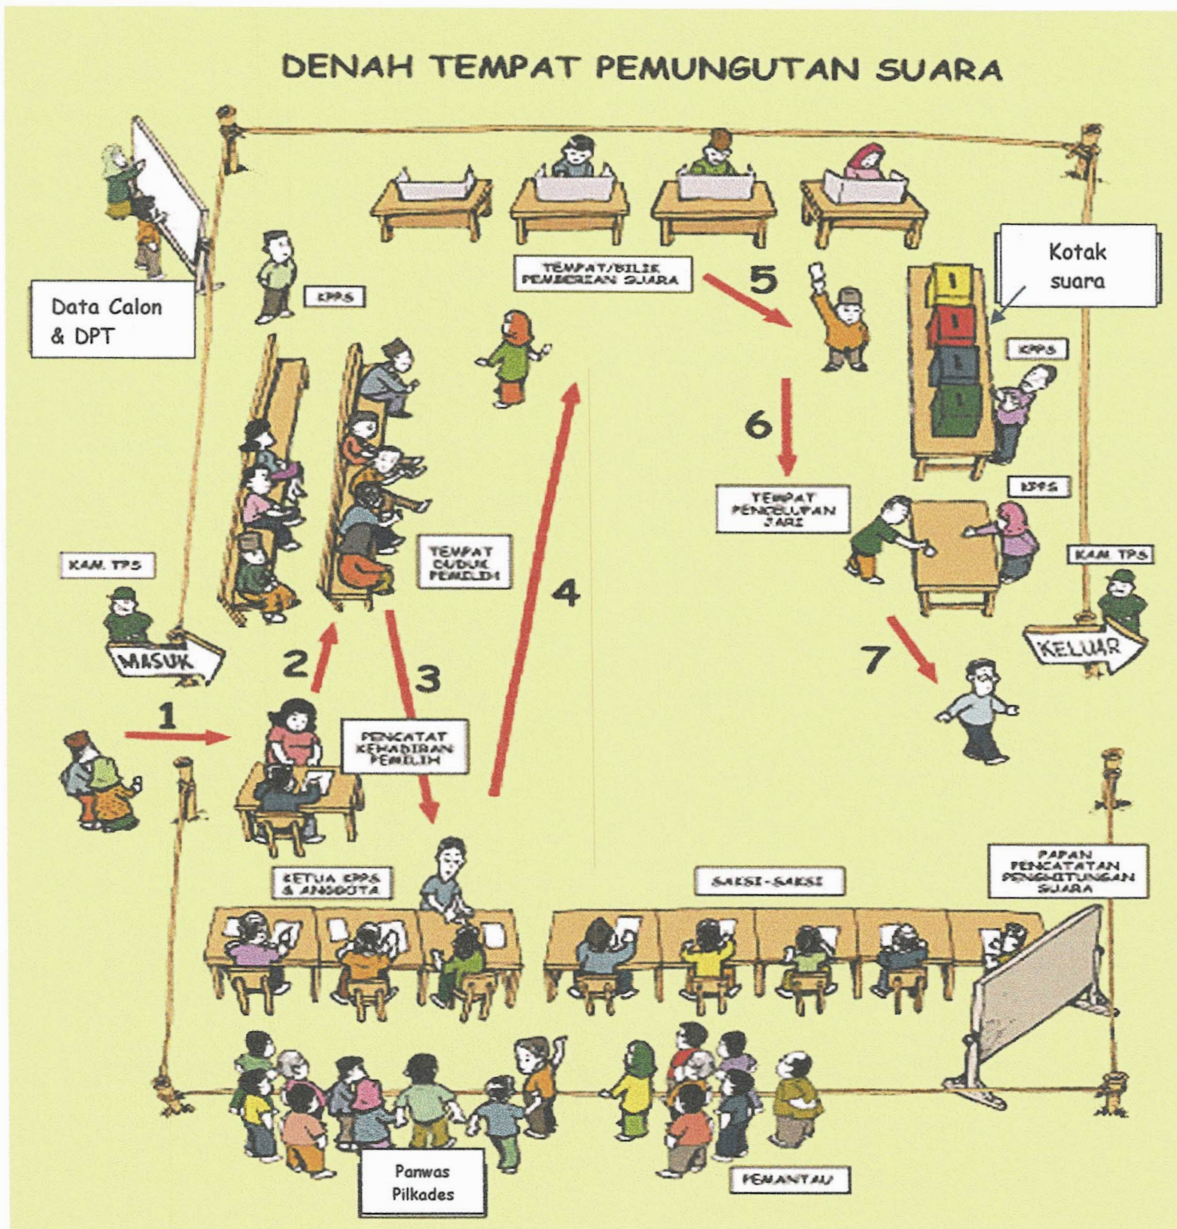 DENAH TEMPAT PEMUNGUTAN SUARA
Data Calon
& DPT
KPPS
TEMPAT/BILIK
PEMBERIAN SUARA
5
Kotak
suara
KPPS
6
TEMPAT
PENCELUPAN
JARI
KPPS
KAM. TPS
MASUK
TEMPAT
DUDUK
PEMILIH
4
KAM. TPS
KELUAR
1
2
3
7
PENCATAT
KEHADIRAN
PEMILIH
KETUA KPPS
& ANGGOTA
SAKSI-SAKSI
PAPAN
PENCATATAN
PENGHITUNGAN
SUARA
Panwas
Pilkades
PEMANTAU